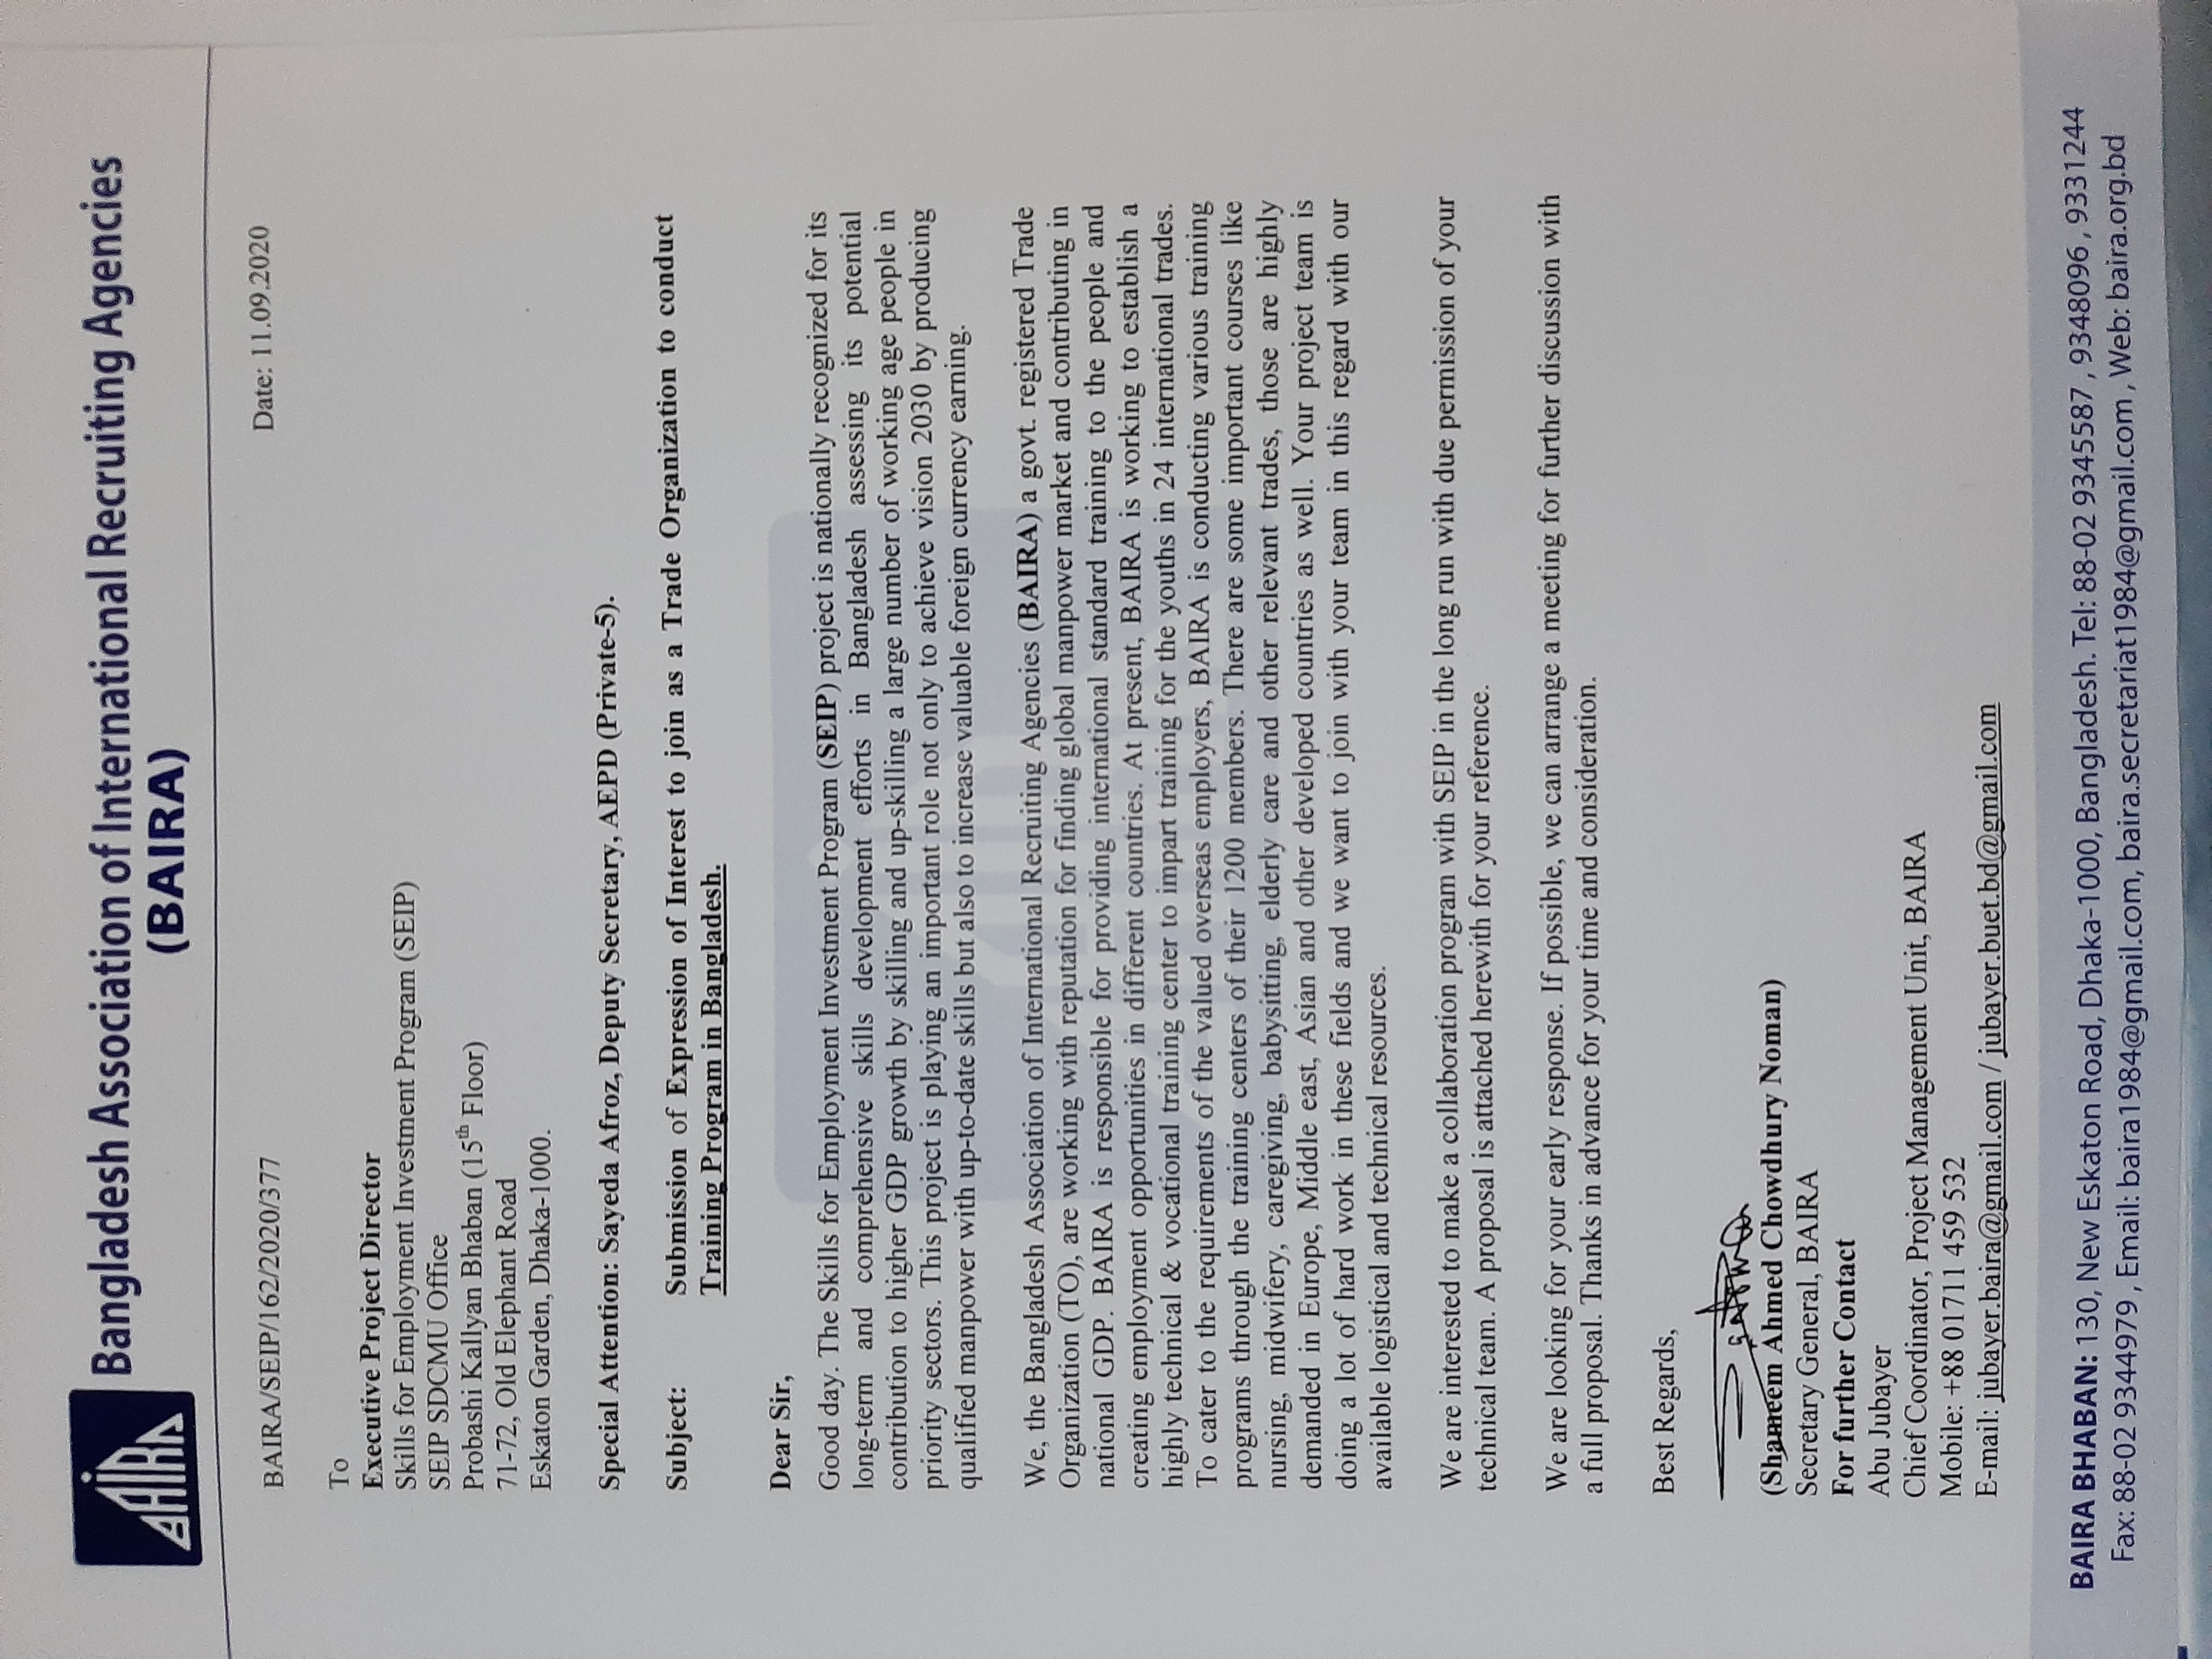 BAIRA
Bangladesh Association of International Recruiting Agencies
(BAIRA)
BAIRA/SEIP/162/2020/377
Date: 11.09.2020
To
Executive Project Director
Skills for Employment Investment Program (SEIP)
SEIP SDCMU Office
Probashi Kallyan Bhaban (15th Floor)
71-72, Old Elephant Road
Eskaton Garden, Dhaka-1000.
Special Attention: Sayeda Afroz, Deputy Secretary, AEPD (Private-5).
Subject: Submission of Expression of Interest to join as a Trade Organization to conduct
Training Program in Bangladesh.
Dear Sir,
Good day. The Skills for Employment Investment Program (SEIP) project is nationally recognized for its
long-term and comprehensive skills development efforts in Bangladesh assessing its potential
contribution to higher GDP growth by skilling and up-skilling a large number of working age people in
priority sectors. This project is playing an important role not only to achieve vision 2030 by producing
qualified manpower with up-to-date skills but also to increase valuable foreign currency earning.
We, the Bangladesh Association of International Recruiting Agencies (BAIRA) a govt. registered Trade
Organization (TO), are working with reputation for finding global manpower market and contributing in
national GDP. BAIRA is responsible for providing international standard training to the people and
creating employment opportunities in different countries. At present, BAIRA is working to establish a
highly technical & vocational training center to impart training for the youths in 24 international trades.
To cater to the requirements of the valued overseas employers, BAIRA is conducting various training
programs through the training centers of their 1200 members. There are some important courses like
nursing, midwifery, caregiving, babysitting, elderly care and other relevant trades, those are highly
demanded in Europe, Middle east, Asian and other developed countries as well. Your project team is
doing a lot of hard work in these fields and we want to join with your team in this regard with our
available logistical and technical resources.
We are interested to make a collaboration program with SEIP in the long run with due permission of your
technical team. A proposal is attached herewith for your reference.
We are looking for your early response. If possible, we can arrange a meeting for further discussion with
a full proposal. Thanks in advance for your time and consideration.
Best Regards,
(Shameem Ahmed Chowdhury Noman)
Secretary General, BAIRA
For further Contact
Abu Jubayer
Chief Coordinator, Project Management Unit, BAIRA
Mobile: +88 01711 459 532
E-mail: jubayer.baira@gmail.com / jubayer.buet.bd@gmail.com
BAIRA BHABAN: 130, New Eskaton Road, Dhaka-1000, Bangladesh. Tel: 88-02 9345587 , 9348096 , 9331244
Fax: 88-02 9344979 , Email: baira1984@gmail.com, baira.secretariat1984@gmail.com , Web: baira.org.bd